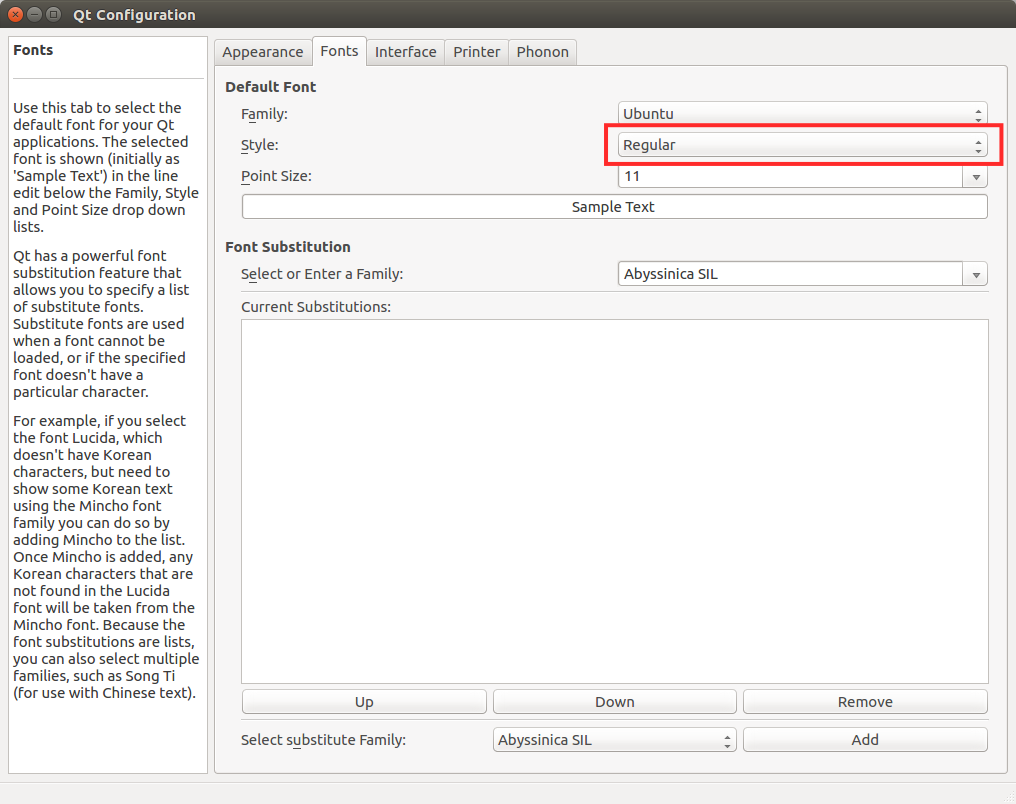 Qt Configuration
Fonts
Use this tab to select the
default font for your Qt
applications. The selected
font is shown (initially as
'Sample Text') in the line
edit below the Family, Style
and Point Size drop down
lists.
Qt has a powerful font
substitution feature that
allows you to specify a list
of substitute fonts.
Substitute fonts are used
when a font cannot be
loaded, or if the specified
font doesn't have a
particular character.
For example, if you select
the font Lucida, which
doesn't have Korean
characters, but need to
show some Korean text
using the Mincho font
family you can do so by
adding Mincho to the list.
Once Mincho is added, any
Korean characters that are
not found in the Lucida
font will be taken from the
Mincho font. Because the
font substitutions are lists,
you can also select multiple
families, such as Song Ti
(for use with Chinese text).
Appearance Fonts Interface Printer Phonon
Default Font
Family: Ubuntu
Style: Regular
Point Size: 11
Sample Text
Font Substitution
Select or Enter a Family: Abyssinica SIL
Current Substitutions:
Up Down Remove
Select substitute Family: Abyssinica SIL Add